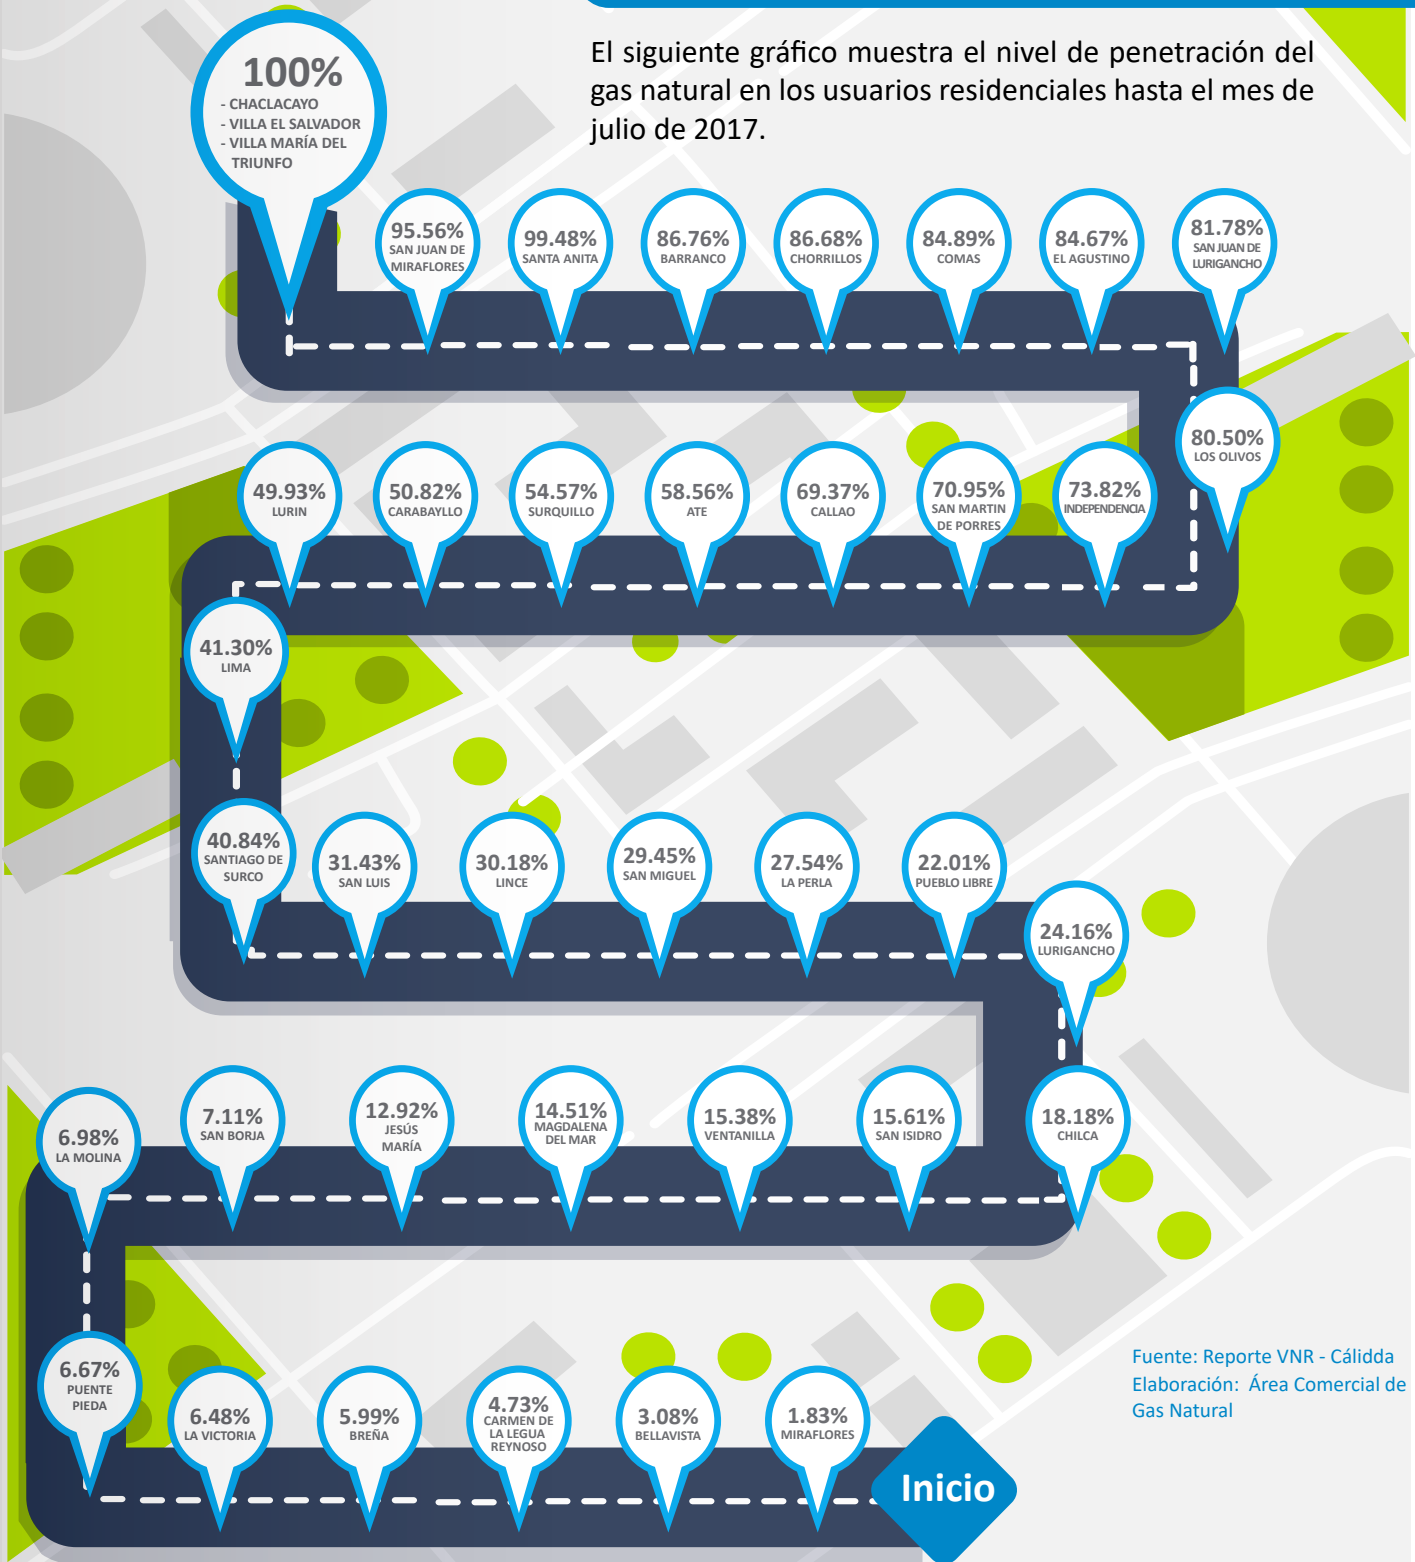 El siguiente gráfico muestra el nivel de penetración del
gas natural en los usuarios residenciales hasta el mes de
julio de 2017.
100%
- CHACLACAYO
- VILLA EL SALVADOR
- VILLA MARÍA DEL
TRIUNFO
95.56%
SAN JUAN DE
MIRAFLORES
99.48%
SANTA ANITA
86.76%
BARRANCO
86.68%
CHORRILLOS
84.89%
COMAS
84.67%
EL AGUSTINO
81.78%
SAN JUAN DE
LURIGANCHO
80.50%
LOS OLIVOS
49.93%
LURIN
50.82%
CARABAYLLO
54.57%
SURQUILLO
58.56%
ATE
69.37%
CALLAO
70.95%
SAN MARTIN
DE PORRES
73.82%
INDEPENDENCIA
41.30%
LIMA
40.84%
SANTIAGO DE
SURCO
31.43%
SAN LUIS
30.18%
LINCE
29.45%
SAN MIGUEL
27.54%
LA PERLA
22.01%
PUEBLO LIBRE
24.16%
LURIGANCHO
6.98%
LA MOLINA
7.11%
SAN BORJA
12.92%
JESÚS
MARÍA
14.51%
MAGDALENA
DEL MAR
15.38%
VENTANILLA
15.61%
SAN ISIDRO
18.18%
CHILCA
6.67%
PUENTE
PIEDA
6.48%
LA VICTORIA
5.99%
BREÑA
4.73%
CARMEN DE
LA LEGUA
REYNOSO
3.08%
BELLAVISTA
1.83%
MIRAFLORES
Inicio
Fuente: Reporte VNR - Cálidda
Elaboración: Área Comercial de
Gas Natural